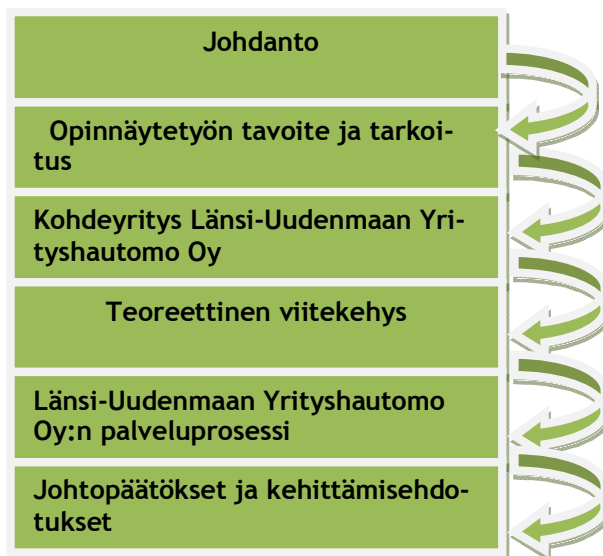 Johdanto
Opinnäytetyön tavoite ja tarkoi-
tus
Kohdeyritys Länsi-Uudenmaan Yri-
tyshautomo Oy
Teoreettinen viitekehys
Länsi-Uudenmaan Yrityshautomo
Oy:n palveluprosessi
Johtopäätökset ja kehittämisehdo-
tukset